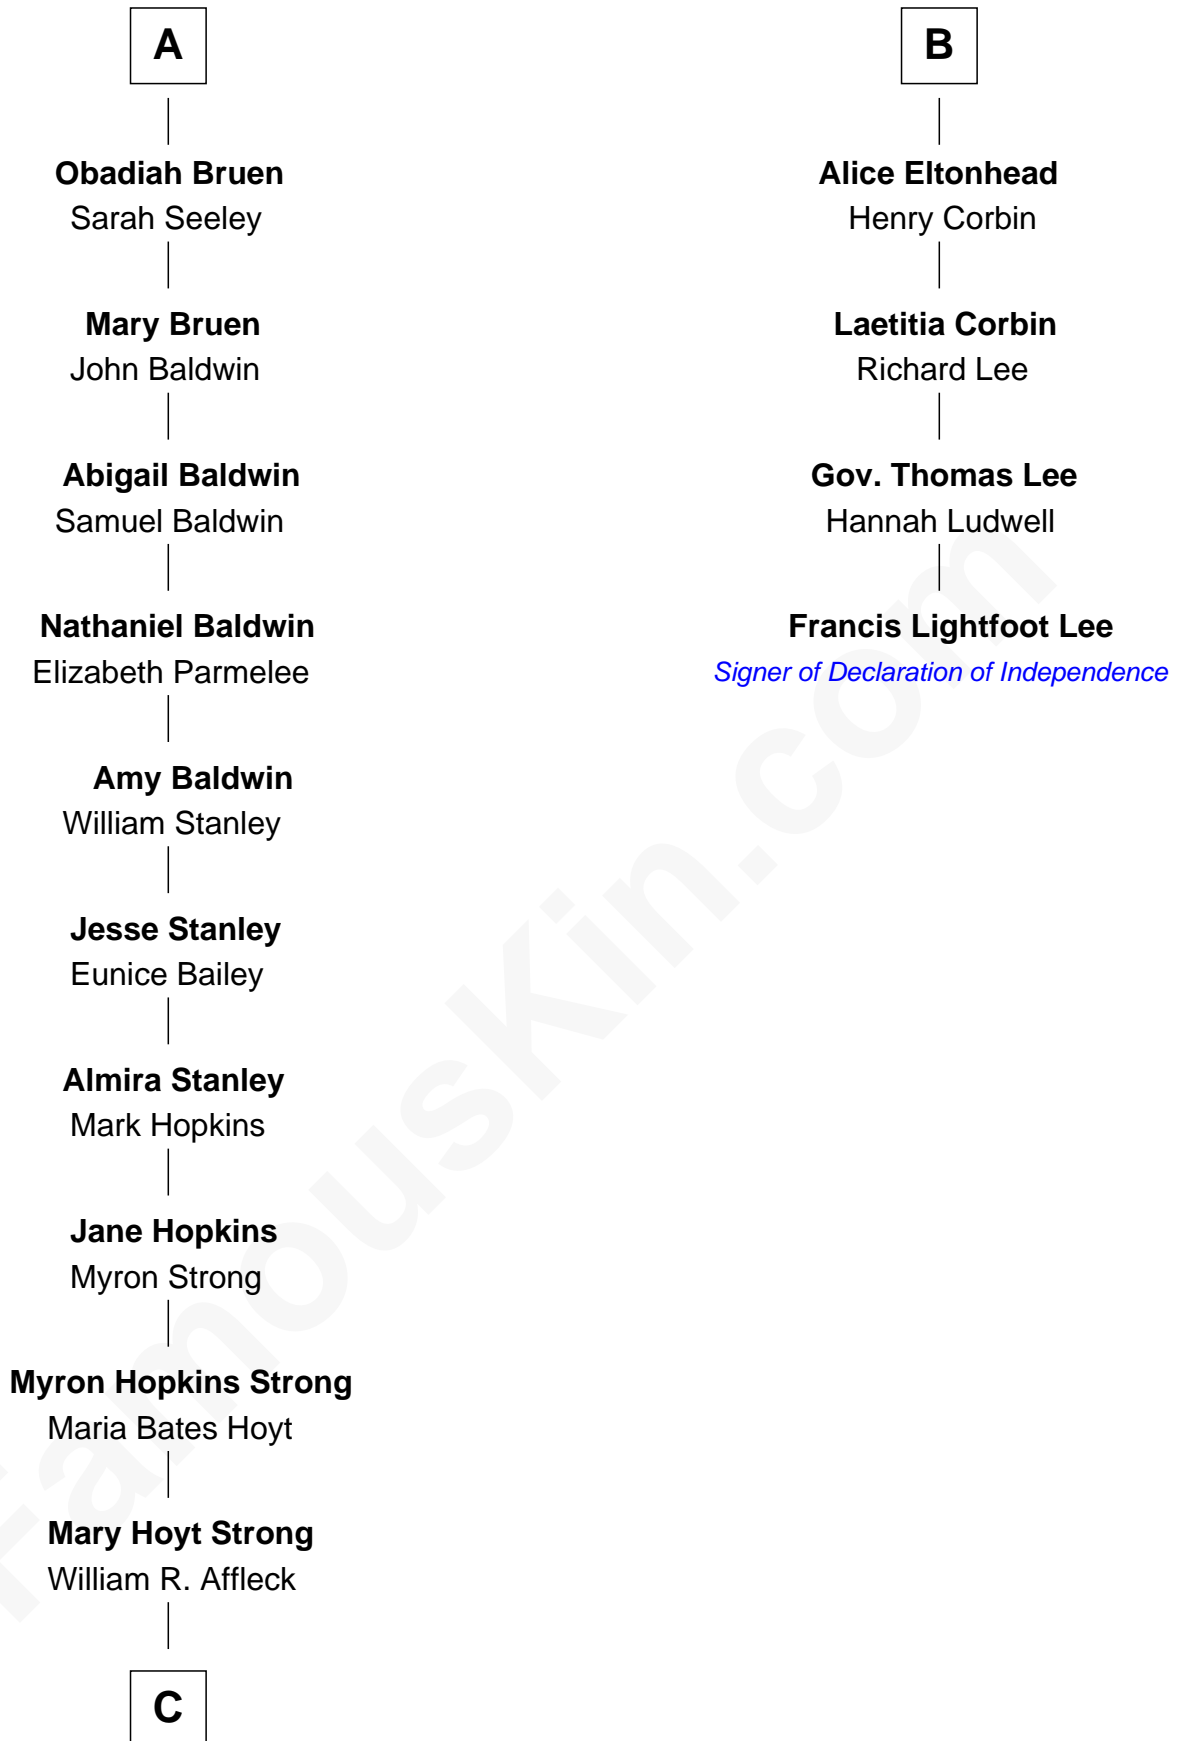 A
Obadiah Bruen
Sarah Seeley
Mary Bruen
John Baldwin
Abigail Baldwin
Samuel Baldwin
Nathaniel Baldwin
Elizabeth Parmelee
Amy Baldwin
William Stanley
Jesse Stanley
Eunice Bailey
Almira Stanley
Mark Hopkins
Jane Hopkins
Myron Strong
Myron Hopkins Strong
Maria Bates Hoyt
Mary Hoyt Strong
William R. Affleck
C
B
Alice Eltonhead
Henry Corbin
Laetitia Corbin
Richard Lee
Gov. Thomas Lee
Hannah Ludwell
Francis Lightfoot Lee
Signer of Declaration of Independence
FamousKin.com